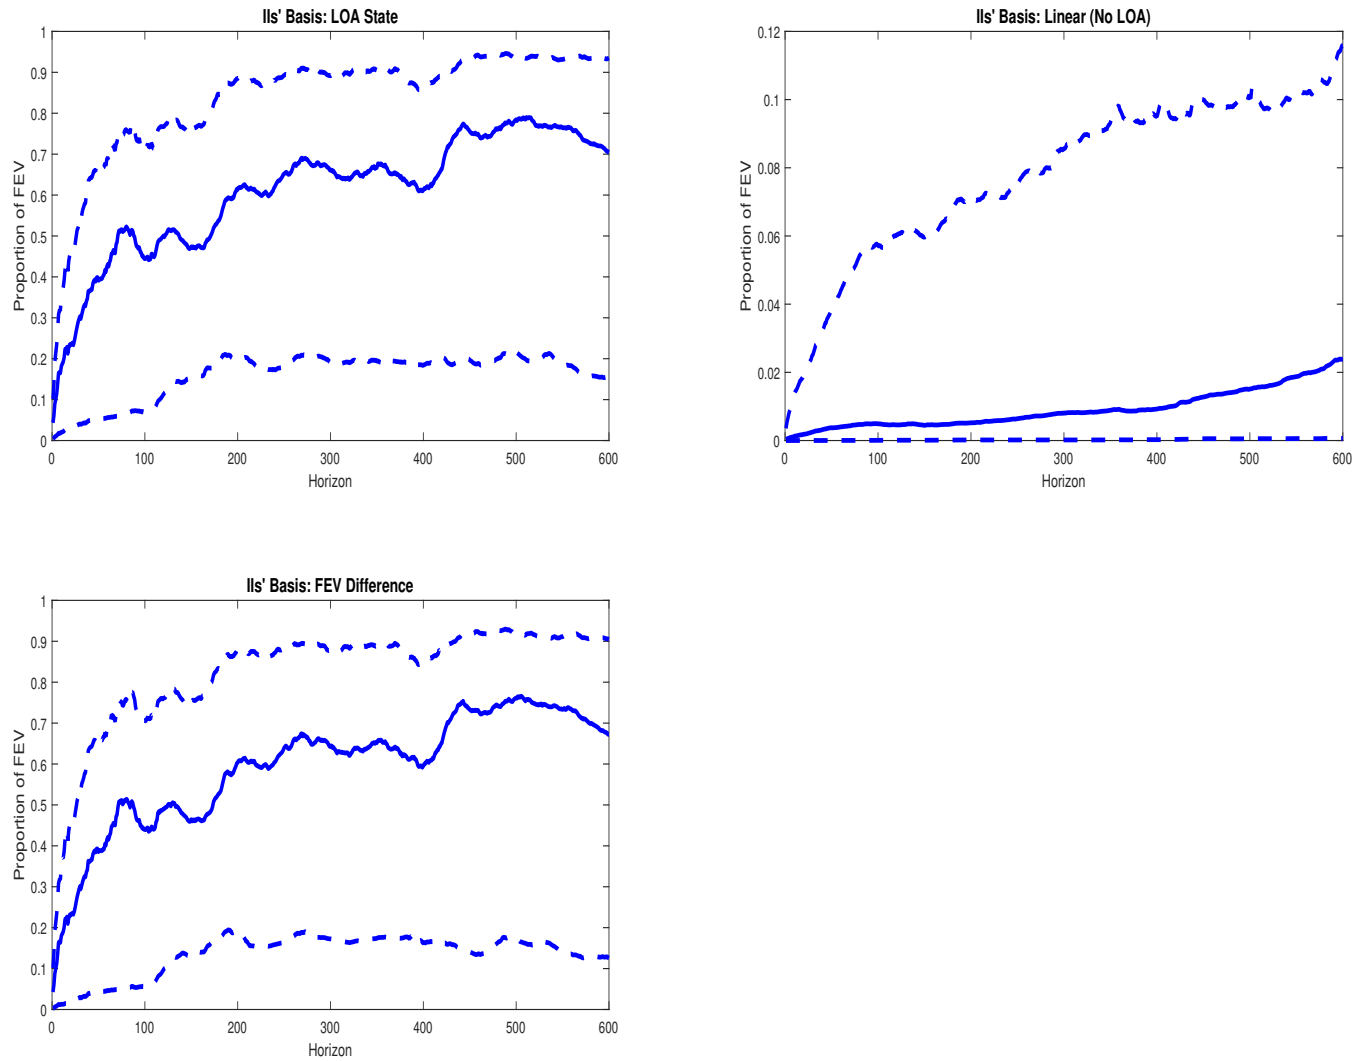 IIs' Basis: LOA State
1
0.9
0.8
0.7
0.6
0.5
0.4
0.3
0.2
0.1
0
Proportion of FEV
0 100 200 300 400 500 600
Horizon
IIs' Basis: Linear (No LOA)
0.12
0.1
0.08
0.06
0.04
0.02
0
Proportion of FEV
0 100 200 300 400 500 600
Horizon
IIs' Basis: FEV Difference
1
0.9
0.8
0.7
0.6
0.5
0.4
0.3
0.2
0.1
0
Proportion of FEV
0 100 200 300 400 500 600
Horizon